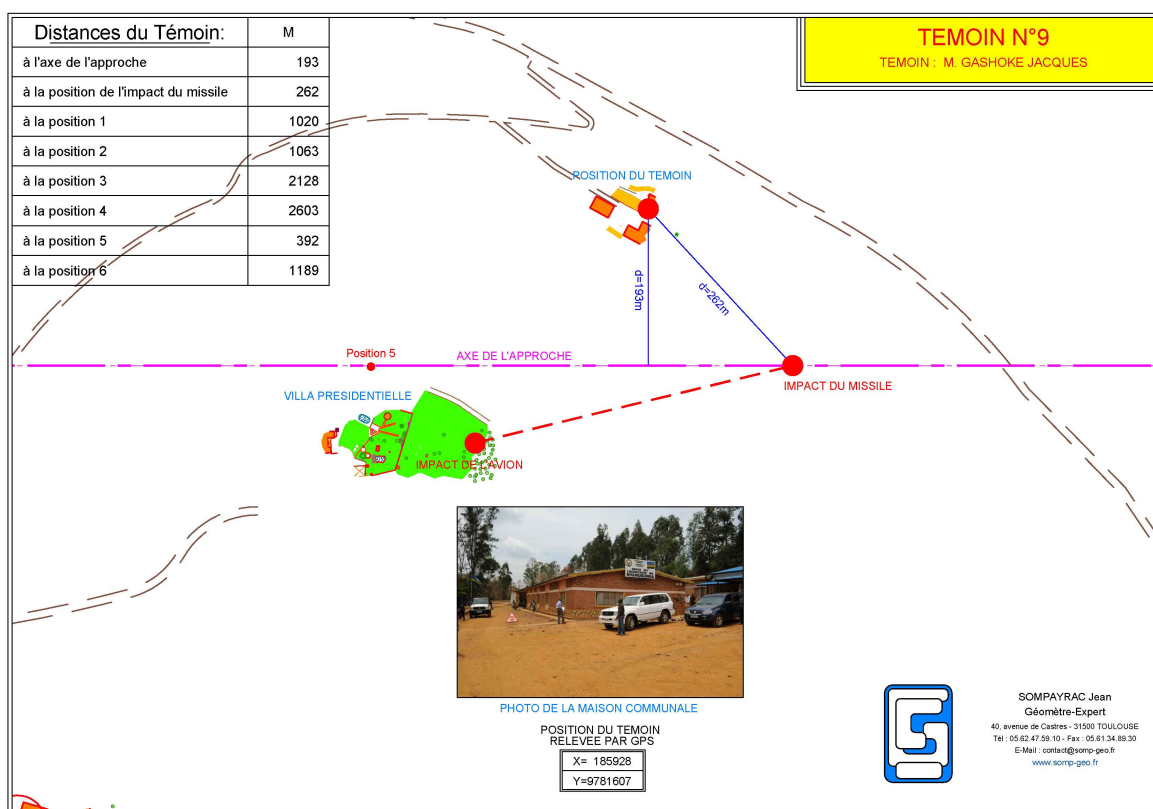 Distances du Témoin: M
à l'axe de l'approche 193
à la position de l'impact du missile 262
à la position 1 1020
à la position 2 1063
à la position 3 2128
à la position 4 2603
à la position 5 392
à la position 6 1189
TEMOIN N°9
TEMOIN : M. GASHOKE JACQUES
POSITION DU TEMOIN
d=193m
d=262m
Position 5
AXE DE L'APPROCHE
IMPACT DU MISSILE
VILLA PRESIDENTIELLE
IMPACT DE L'AVION
PHOTO DE LA MAISON COMMUNALE
POSITION DU TEMOIN
RELEVEE PAR GPS
X= 185928
Y=9781607
SOMPAYRAC Jean
Géomètre-Expert
40, avenue de Castres - 31500 TOULOUSE
Tél : 05.62.47.59.10 - Fax : 05.61.34.89.30
E-Mail : contact@somp-geo.fr
www.somp-geo.fr